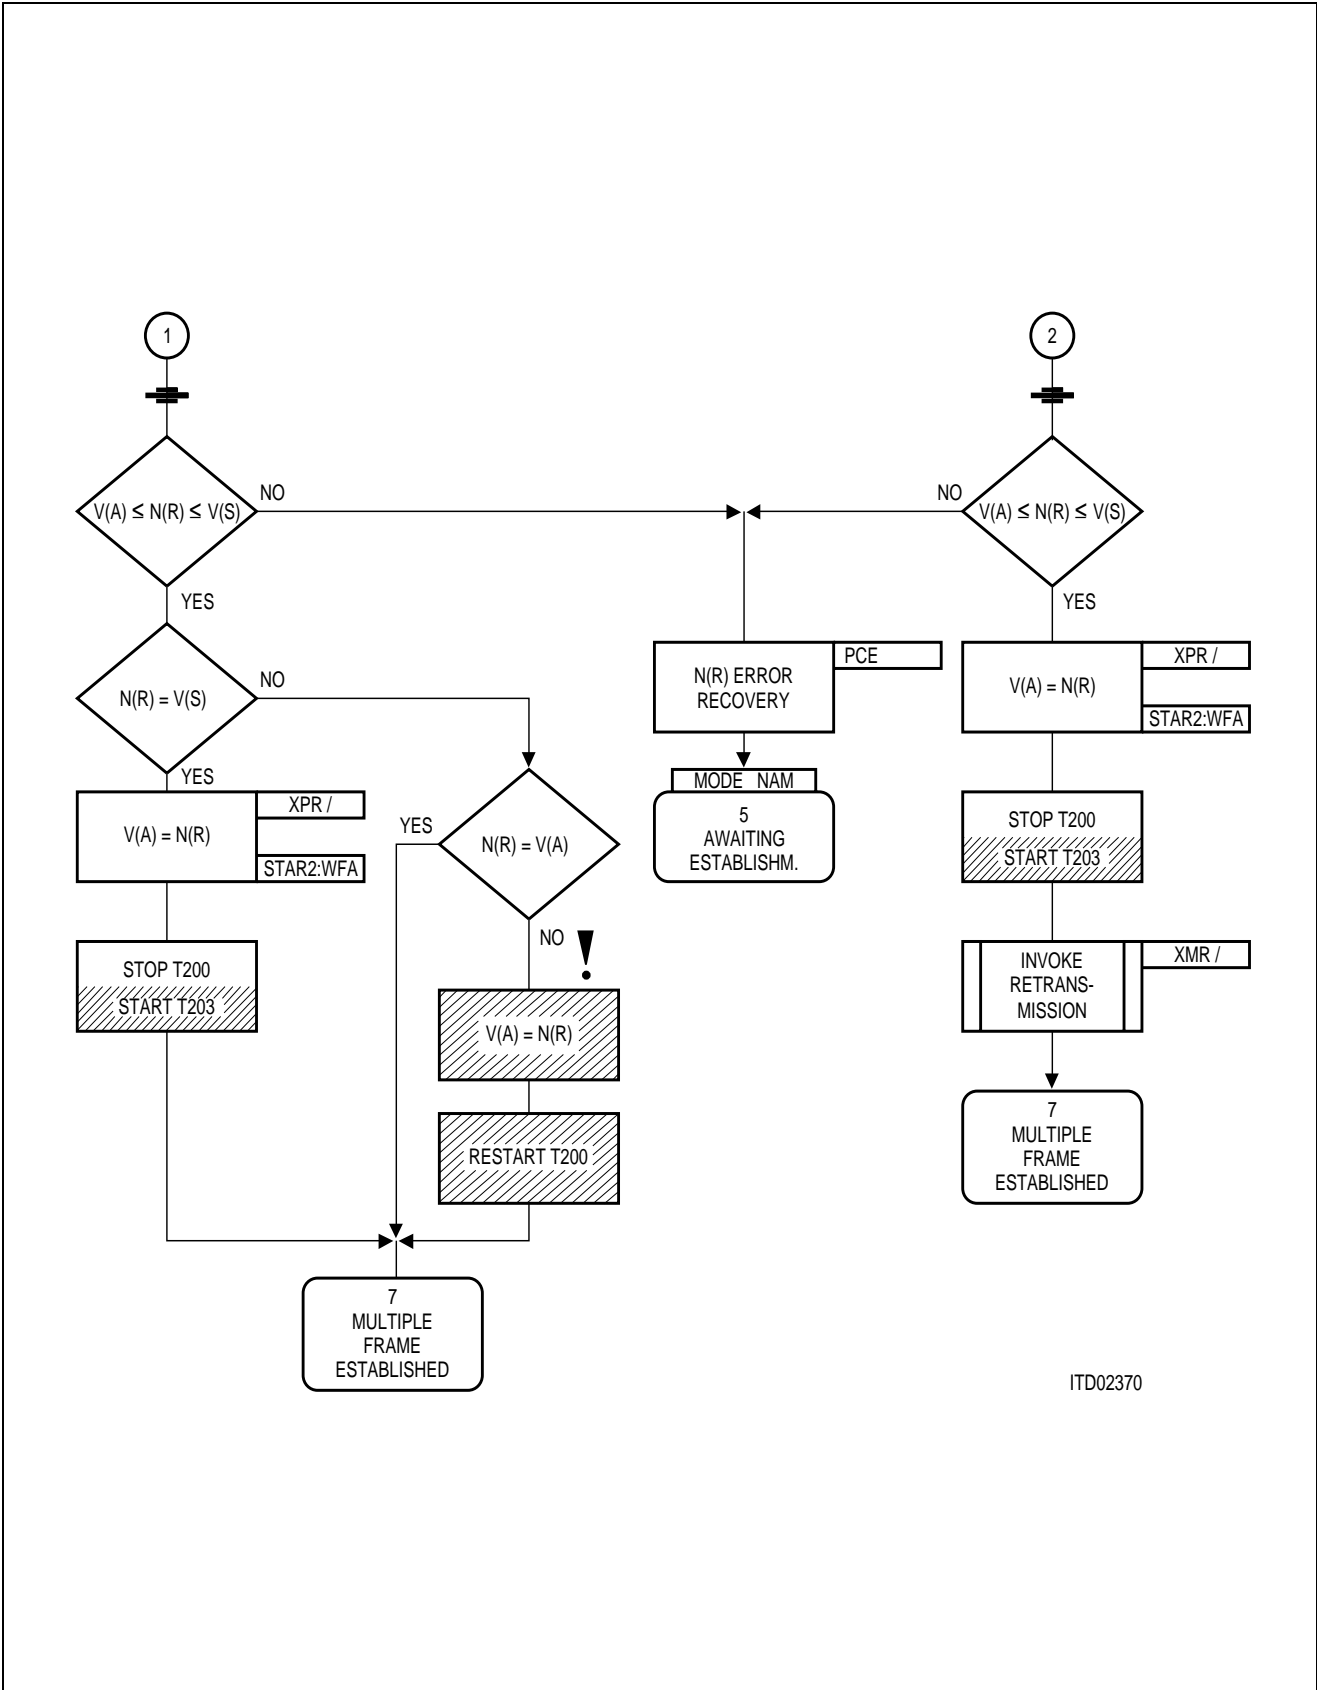 1
2
V(A) ≤ N(R) ≤ V(S)
NO
NO
V(A) ≤ N(R) ≤ V(S)
YES
YES
N(R) = V(S)
NO
N(R) ERROR
RECOVERY
PCE
V(A) = N(R)
XPR /
STAR2:WFA
YES
V(A) = N(R)
XPR /
STAR2:WFA
YES
N(R) = V(A)
MODE NAM
5
AWAITING
ESTABLISHM.
STOP T200
START T203
NO
!
STOP T200
START T203
V(A) = N(R)
INVOKE
RETRANS-
MISSION
XMR /
RESTART T200
7
MULTIPLE
FRAME
ESTABLISHED
7
MULTIPLE
FRAME
ESTABLISHED
ITD02370